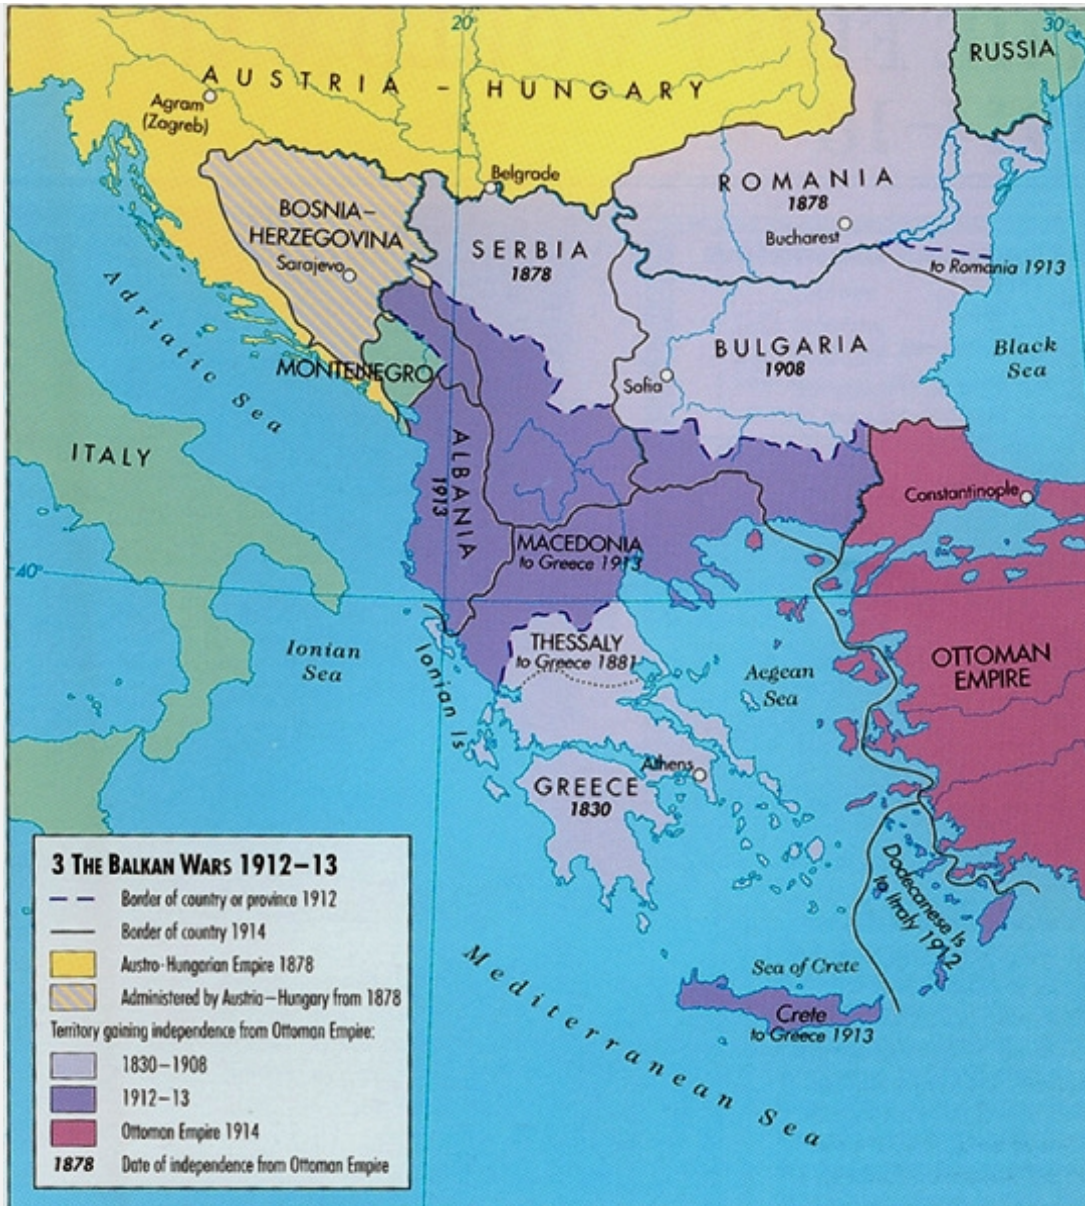 20°
30
RUSSIA
AUSTRIA – HUNGARY
Agram
(Zagreb)
Belgrade
ROMANIA
1878
Bucharest
BOSNIA–
HERZEGOVINA
Sarajevo
SERBIA
1878
to Romania 1913
Adriatic Sea
MONTENEGRO
BULGARIA
1908
Sofia
Black
Sea
ITALY
ALBANIA
1913
Constantinople
MACEDONIA
to Greece 1913
40°
THESSALY
to Greece 1881
Ionian
Sea
Ionian Is
Aegean
Sea
OTTOMAN
EMPIRE
Athens
GREECE
1830
Dodecanese Is
to Itraly 1912
Sea of Crete
Crete
to Greece 1913
Mediterranean Sea
3 THE BALKAN WARS 1912–13
Border of country or province 1912
Border of country 1914
Austro-Hungarian Empire 1878
Administered by Austria–Hungary from 1878
Territory gaining independence from Ottoman Empire:
1830–1908
1912–13
Ottoman Empire 1914
1878 Date of independence from Ottoman Empire